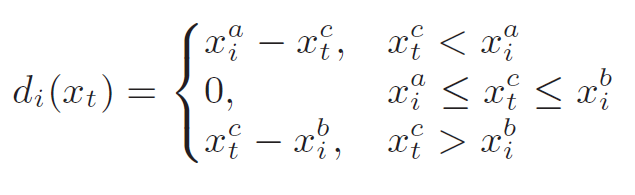 x_i^a − x_t^c, x_t^c < x_i^a
d_i(x_t) = { 0, x_i^a ≤ x_t^c ≤ x_i^b
x_t^c − x_i^b, x_t^c > x_i^b